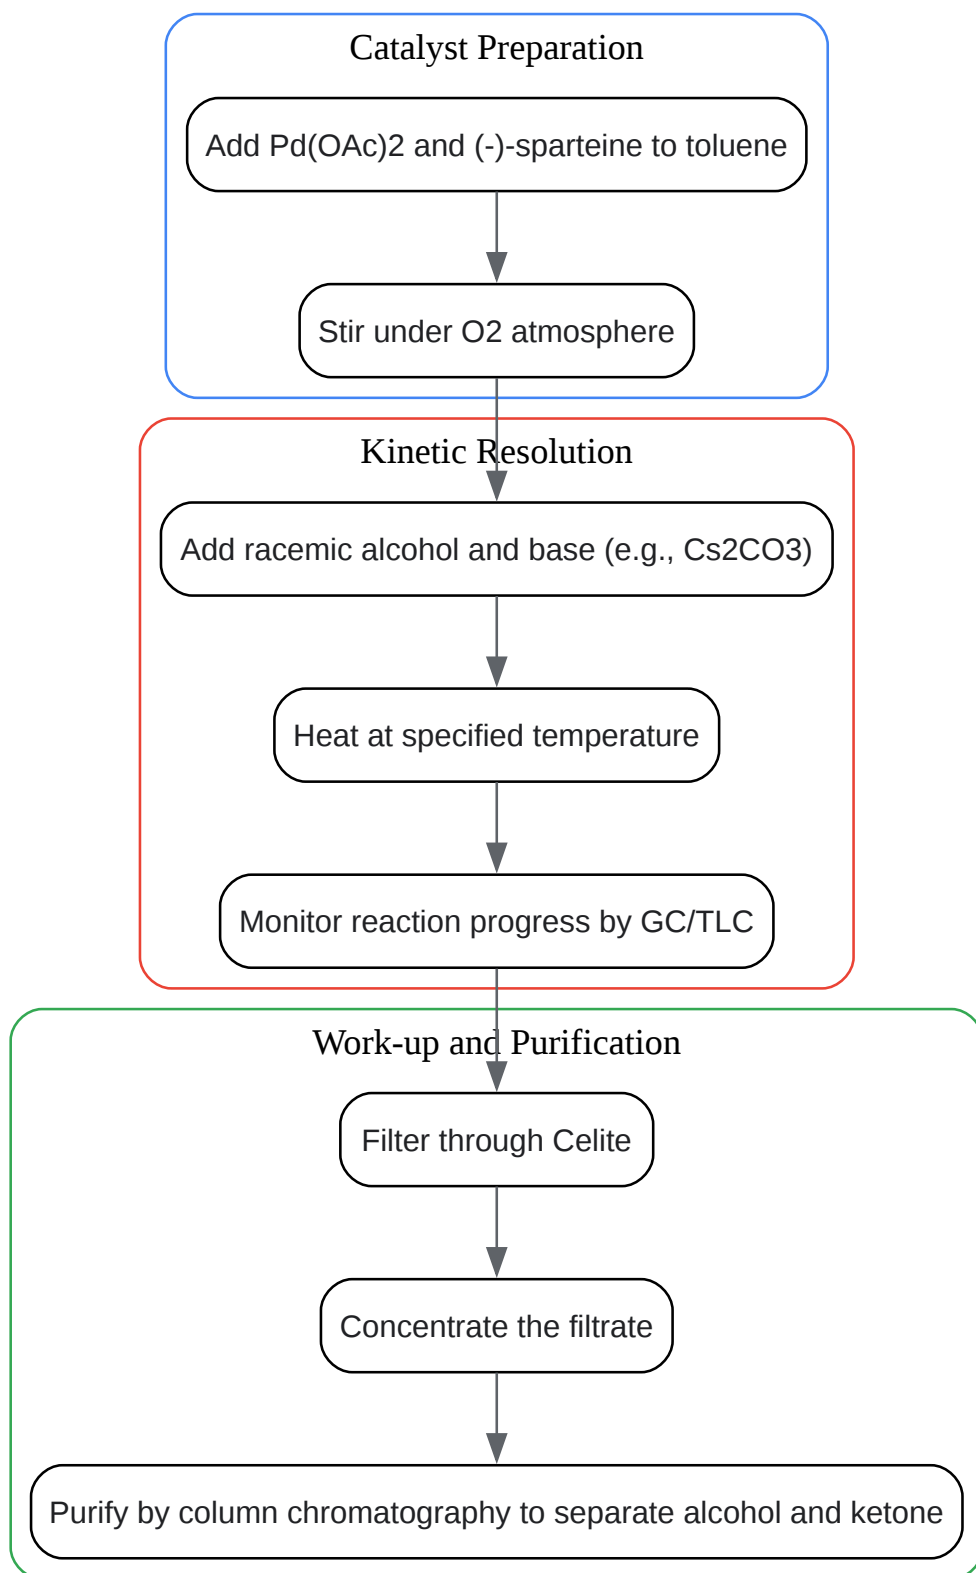 Catalyst Preparation
Add Pd(OAc)2 and (-)-sparteine to toluene
Stir under O2 atmosphere
Kinetic Resolution
Add racemic alcohol and base (e.g., Cs2CO3)
Heat at specified temperature
Monitor reaction progress by GC/TLC
Work-up and Purification
Filter through Celite
Concentrate the filtrate
Purify by column chromatography to separate alcohol and ketone